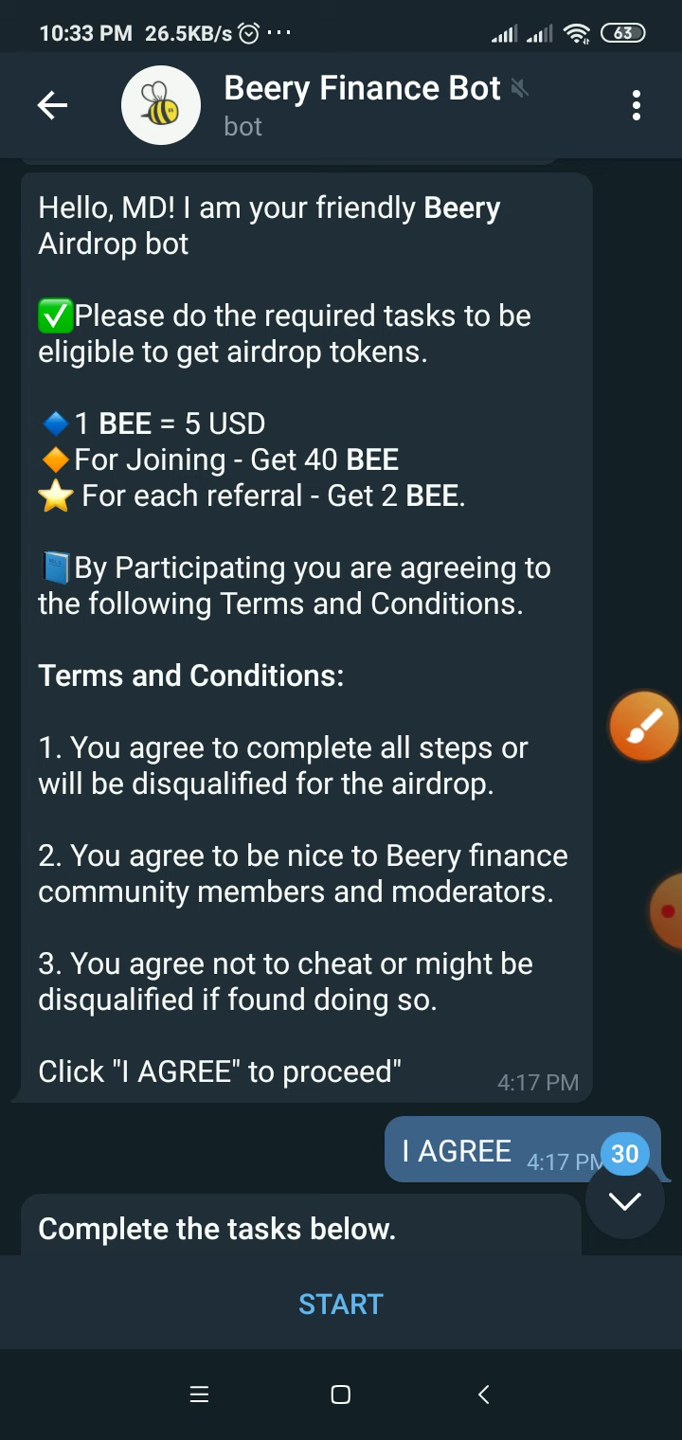 10:33 PM 26.5KB/s ... 63
Beery Finance Bot
bot
Hello, MD! I am your friendly Beery
Airdrop bot
✅Please do the required tasks to be
eligible to get airdrop tokens.
🔷1 BEE = 5 USD
🔶For Joining - Get 40 BEE
⭐ For each referral - Get 2 BEE.
📘By Participating you are agreeing to
the following Terms and Conditions.
Terms and Conditions:
1. You agree to complete all steps or
will be disqualified for the airdrop.
2. You agree to be nice to Beery finance
community members and moderators.
3. You agree not to cheat or might be
disqualified if found doing so.
Click "I AGREE" to proceed"
4:17 PM
I AGREE 4:17 PM 30
Complete the tasks below.
START